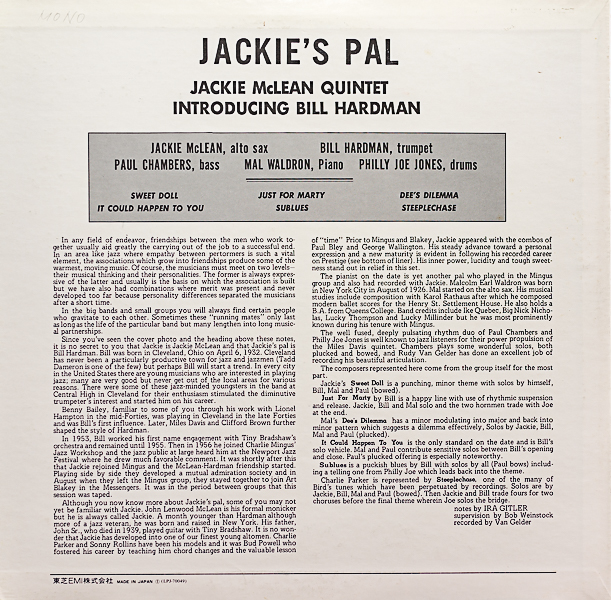 MONO
JACKIE'S PAL
JACKIE McLEAN QUINTET
INTRODUCING BILL HARDMAN
JACKIE McLEAN, alto sax BILL HARDMAN, trumpet
PAUL CHAMBERS, bass MAL WALDRON, Piano PHILLY JOE JONES, drums
SWEET DOLL JUST FOR MARTY DEE'S DILEMMA
IT COULD HAPPEN TO YOU SUBLUES STEEPLECHASE
In any field of endeavor, friendships between the men who work to-
gether usually aid greatly the carrying out of the job to a successful end.
In an area like jazz where empathy between performers is such a vital
element, the associations which grow into friendships produce some of the
warmest, moving music. Of course, the musicians must meet on two levels—
their musical thinking and their personalities. The former is always expres-
sive of the latter and usually is the basis on which the association is built
but we have also had combinations where merit was present and never
developed too far because personality differences separated the musicians
after a short time.
In the big bands and small groups you will always find certain people
who gravitate to each other. Sometimes these "running mates" only last
as long as the life of the particular band but many lengthen into long music-
al partnerships.
Since you've seen the cover photo and the heading above these notes,
it is no secret to you that Jackie is Jackie McLean and that Jackie's pal is
Bill Hardman. Bill was born in Cleveland, Ohio on April 6, 1932. Cleveland
has never been a particularly productive town for jazz and jazzmen (Tadd
Dameron is one of the few) but perhaps Bill will start a trend. In every city
in the United States there are young musicians who are interested in playing
jazz; many are very good but never get out of the local areas for various
reasons. There were some of these jazz-minded youngsters in the band at
Central High in Cleveland for their enthusiasm stimulated the diminutive
trumpeter's interest and started him on his career.
Benny Bailey, familiar to some of you through his work with Lionel
Hampton in the mid-Forties, was playing in Cleveland in the late Forties
and was Bill's first influence. Later, Miles Davis and Clifford Brown further
shaped the style of Hardman.
In 1953, Bill worked his first name engagement with Tiny Bradshaw's
orchestra and remained until 1955. Then in 1956 he joined Charlie Mingus'
Jazz Workshop and the jazz public at large heard him at the Newport Jazz
Festival where he drew much favorable comment. It was shortly after this
that Jackie rejoined Mingus and the McLean-Hardman friendship started.
Playing side by side they developed a mutual admiration society and in
August when they left the Mingus group, they stayed together to join Art
Blakey in the Messengers. It was in the period between groups that this
session was taped.
Although you now know more about Jackie's pal, some of you may not
yet be familiar with Jackie. John Lenwood McLean is his formal monicker
but he is always called Jackie. A month younger than Hardman although
more of a jazz veteran, he was born and raised in New York. His father,
John Sr., who died in 1939, played guitar with Tiny Bradshaw. It is no won-
der that Jackie has developed into one of our finest young altomen. Charlie
Parker and Sonny Rollins have been his models and it was Bud Powell who
fostered his career by teaching him chord changes and the valuable lesson
of "time" Prior to Mingus and Blakey, Jackie appeared with the combos of
Paul Bley and George Wallington. His steady advance toward a personal
expression and a new maturity is evident in following his recorded career
on Prestige (see bottom of liner). His inner power, lucidity and tough sweet-
ness stand out in relief in this set.
The pianist on the date is yet another pal who played in the Mingus
group and also had recorded with Jackie. Malcolm Earl Waldron was born
in New York City in August of 1926. Mal started on the alto sax. His musical
studies include composition with Karol Rathaus after which he composed
modern ballet scores for the Henry St. Settlement House. He also holds a
B.A. from Queens College. Band credits include Ike Quebec, Big Nick Nicho-
las, Lucky Thompson and Lucky Millinder but he was most prominently
known during his tenure with Mingus.
The well fused, deeply pulsating rhythm duo of Paul Chambers and
Philly Joe Jones is well known to jazz listeners for their power propulsion of
the Miles Davis quintet. Chambers plays some wonderful solos, both
plucked and bowed, and Rudy Van Gelder has done an excellent job of
recording his beautiful articulation.
The composers represented here come from the group itself for the most
part.
Jackie's Sweet Doll is a punching, minor theme with solos by himself,
Bill, Mal and Paul (bowed).
Just For Marty by Bill is a happy line with use of rhythmic suspension
and release. Jackie, Bill and Mal solo and the two hornmen trade with Joe
at the end.
Mal's Dee's Dilemma has a minor modulating into major and back into
minor pattern which suggests a dilemma effectively. Solos by Jackie, Bill,
Mal and Paul (plucked).
It Could Happen To You is the only standard on the date and is Bill's
solo vehicle. Mal and Paul contribute sensitive solos between Bill's opening
and close. Paul's plucked offering is especially noteworthy.
Sublues is a puckish blues by Bill with solos by all (Paul bows) includ-
ing a telling one from Philly Joe which leads back into the theme.
Charlie Parker is represented by Steeplechase, one of the many of
Bird's tunes which have been perpetuated by recordings. Solos are by
Jackie, Bill, Mal and Paul (bowed). Then Jackie and Bill trade fours for two
choruses before the final theme wherein Joe solos the bridge.
notes by IRA GITLER
supervision by Bob Weinstock
recorded by Van Gelder
東芝EMI株式会社 MADE IN JAPAN ① (LPJ-70049)